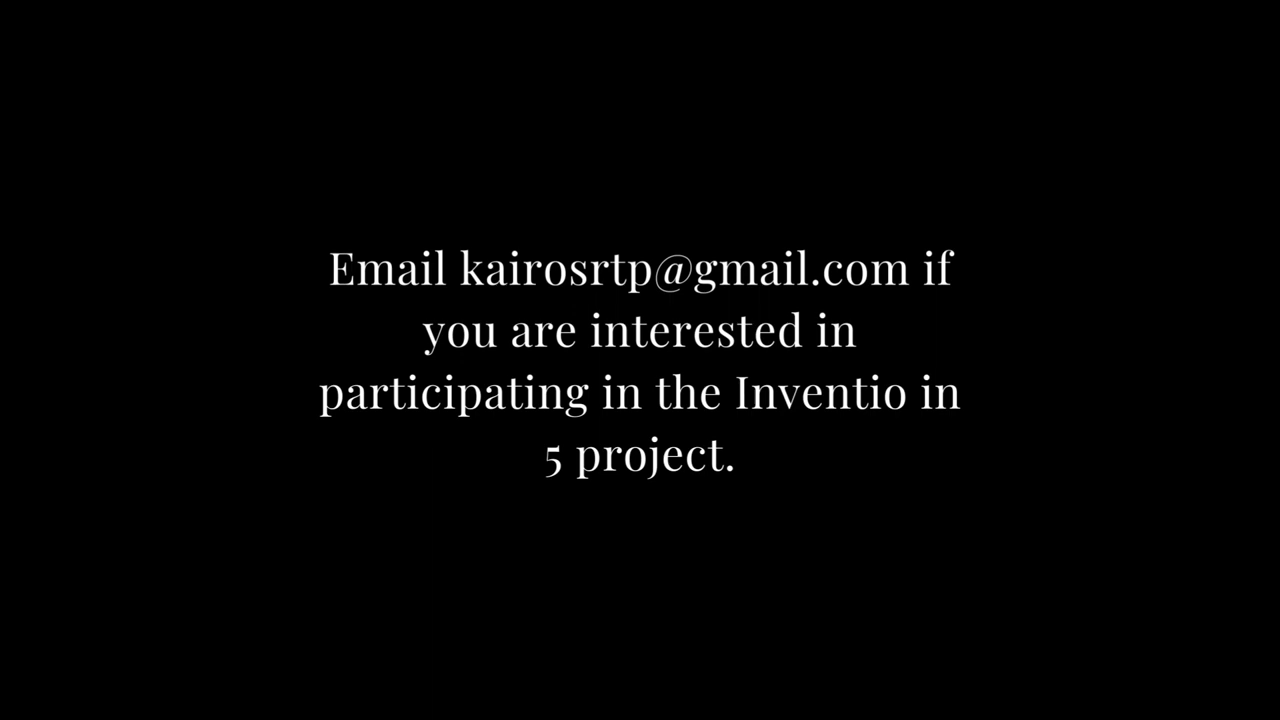 Email kairosrtp@gmail.com if
you are interested in
participating in the Inventio in
5 project.